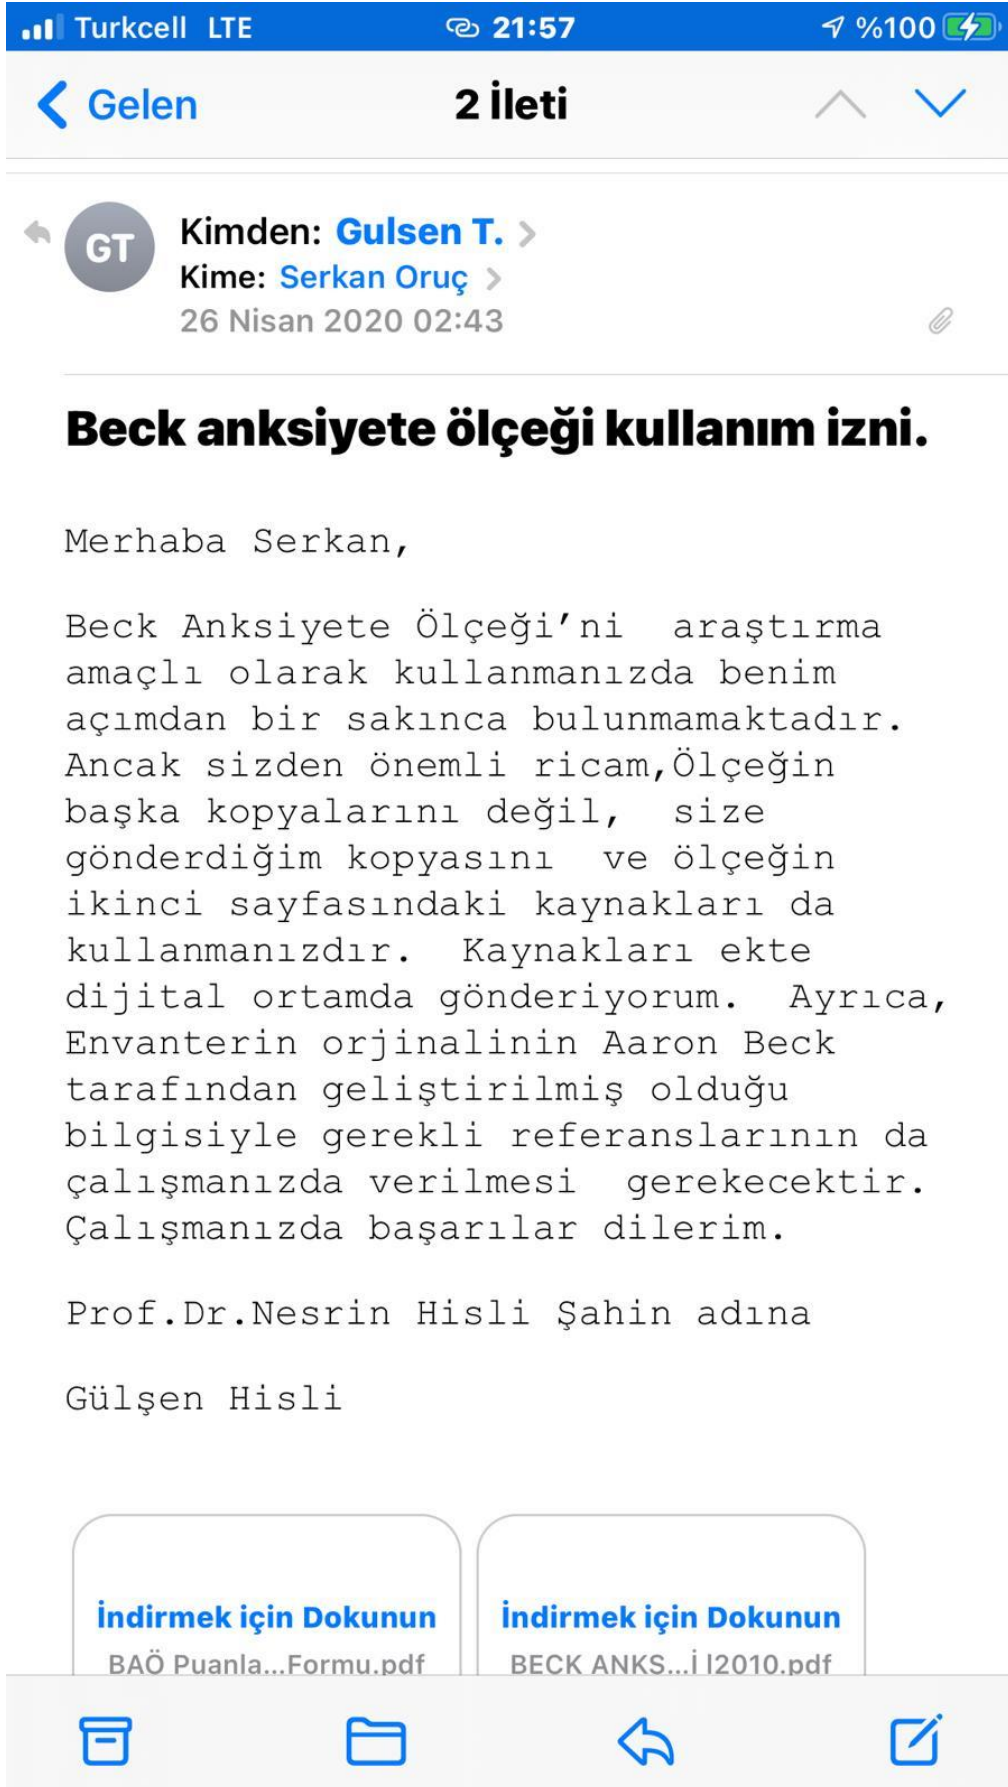 Turkcell LTE 21:57 %100
Gelen 2 İleti
GT Kimden: Gulsen T.
Kime: Serkan Oruç
26 Nisan 2020 02:43
Beck anksiyete ölçeği kullanım izni.
Merhaba Serkan,
Beck Anksiyete Ölçeği’ni araştırma
amaçlı olarak kullanmanızda benim
açımdan bir sakınca bulunmamaktadır.
Ancak sizden önemli ricam,Ölçeğin
başka kopyalarını değil, size
gönderdiğim kopyasını ve ölçeğin
ikinci sayfasındaki kaynakları da
kullanmanızdır. Kaynakları ekte
dijital ortamda gönderiyorum. Ayrıca,
Envanterin orjinalinin Aaron Beck
tarafından geliştirilmiş olduğu
bilgisiyle gerekli referanslarının da
çalışmanızda verilmesi gerekecektir.
Çalışmanızda başarılar dilerim.
Prof.Dr.Nesrin Hisli Şahin adına
Gülşen Hisli
İndirmek için Dokunun İndirmek için Dokunun
BAÖ Puanla...Formu.pdf BECK ANKS...İ l2010.pdf